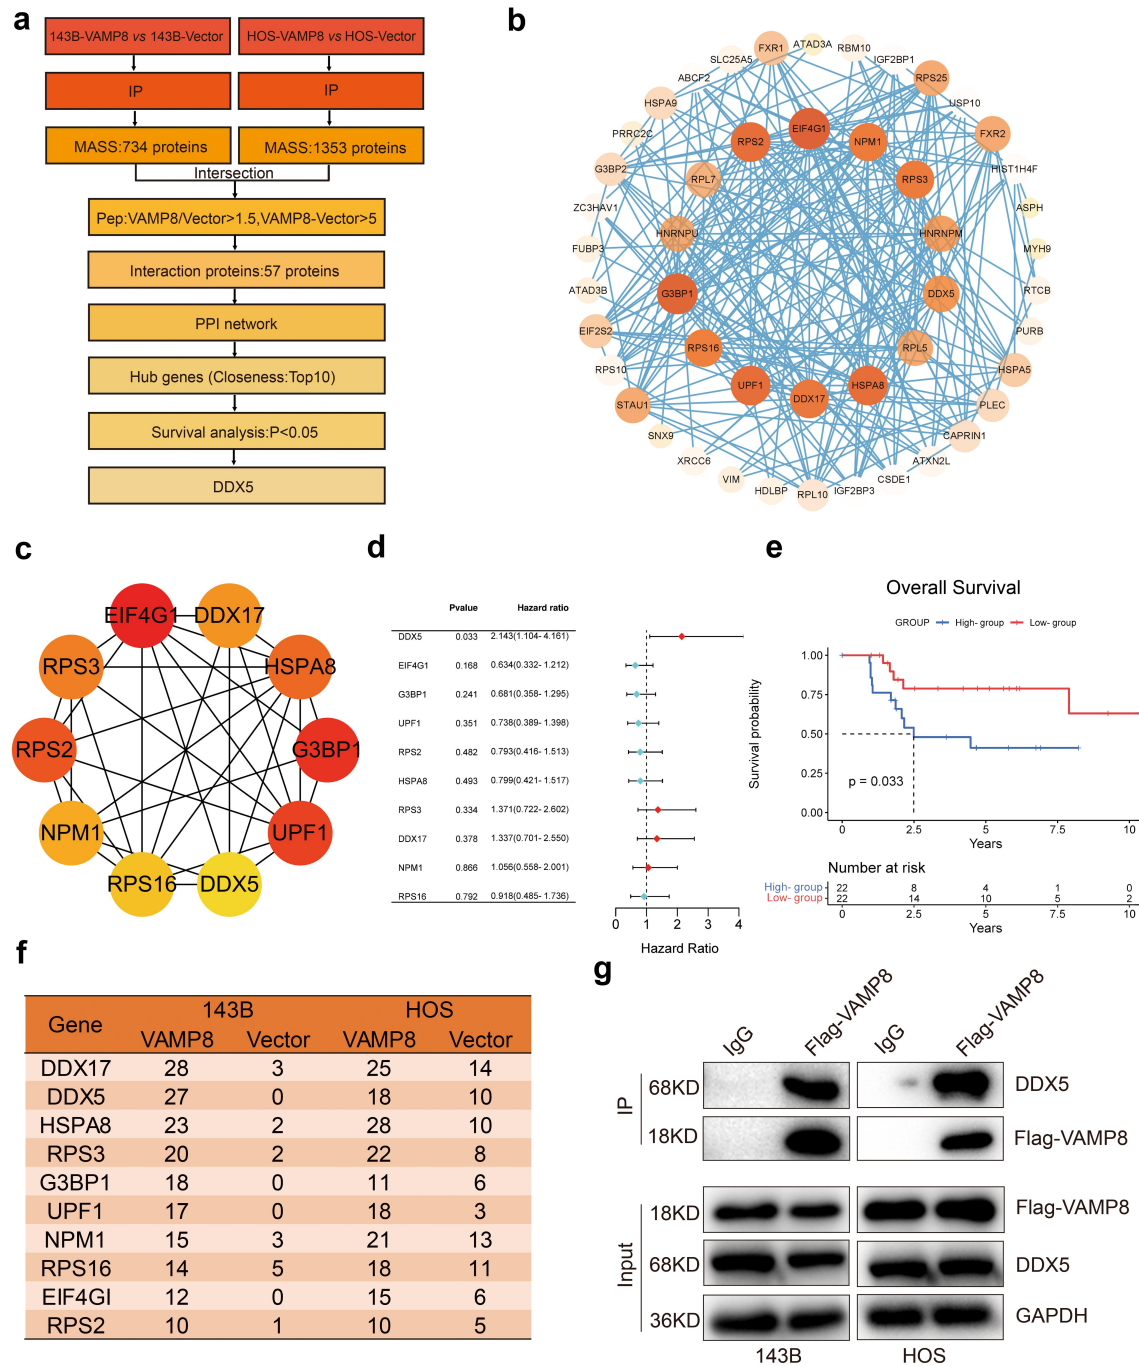 a
143B-VAMP8 vs 143B-Vector
HOS-VAMP8 vs HOS-Vector
IP
IP
MASS:734 proteins
MASS:1353 proteins
Intersection
Pep:VAMP8/Vector>1.5,VAMP8-Vector>5
Interaction proteins:57 proteins
PPI network
Hub genes (Closeness:Top10)
Survival analysis:P<0.05
DDX5
b
FXR1
ATAD3A
RBM10
SLC25A5
IGF2BP1
ABCF2
RPS25
HSPA9
USP10
EIF4G1
PRRC2C
RPS2
NPM1
FXR2
G3BP2
RPL7
RPS3
HIST1H4F
ZC3HAV1
ASPH
HNRNPU
HNRNPM
FUBP3
MYH9
ATAD3B
G3BP1
DDX5
RTCB
EIF2S2
PURB
RPS16
RPL5
RPS10
HSPA5
UPF1
DDX17
HSPA8
STAU1
PLEC
SNX9
CAPRIN1
XRCC6
ATXN2L
VIM
CSDE1
HDLBP
RPL10
IGF2BP3
c
EIF4G1
DDX17
RPS3
HSPA8
RPS2
G3BP1
NPM1
UPF1
RPS16
DDX5
d
Pvalue Hazard ratio
DDX5 0.033 2.143(1.104- 4.161)
EIF4G1 0.168 0.634(0.332- 1.212)
G3BP1 0.241 0.681(0.358- 1.295)
UPF1 0.351 0.738(0.389- 1.398)
RPS2 0.482 0.793(0.416- 1.513)
HSPA8 0.493 0.799(0.421- 1.517)
RPS3 0.334 1.371(0.722- 2.602)
DDX17 0.378 1.337(0.701- 2.550)
NPM1 0.866 1.056(0.558- 2.001)
RPS16 0.792 0.918(0.485- 1.736)
0 1 2 3 4
Hazard Ratio
e
Overall Survival
GROUP High- group Low- group
Survival probability
1.00
0.75
0.50
0.25
0.00
p = 0.033
0 2.5 5 7.5 10
Years
Number at risk
High- group 22 8 4 1 0
Low- group 22 14 10 5 2
0 2.5 5 7.5 10
Years
f
Gene 143B HOS
VAMP8 Vector VAMP8 Vector
DDX17 28 3 25 14
DDX5 27 0 18 10
HSPA8 23 2 28 10
RPS3 20 2 22 8
G3BP1 18 0 11 6
UPF1 17 0 18 3
NPM1 15 3 21 13
RPS16 14 5 18 11
EIF4GI 12 0 15 6
RPS2 10 1 10 5
g
IgG Flag-VAMP8 IgG Flag-VAMP8
IP
68KD DDX5
18KD Flag-VAMP8
Input
18KD Flag-VAMP8
68KD DDX5
36KD GAPDH
143B HOS